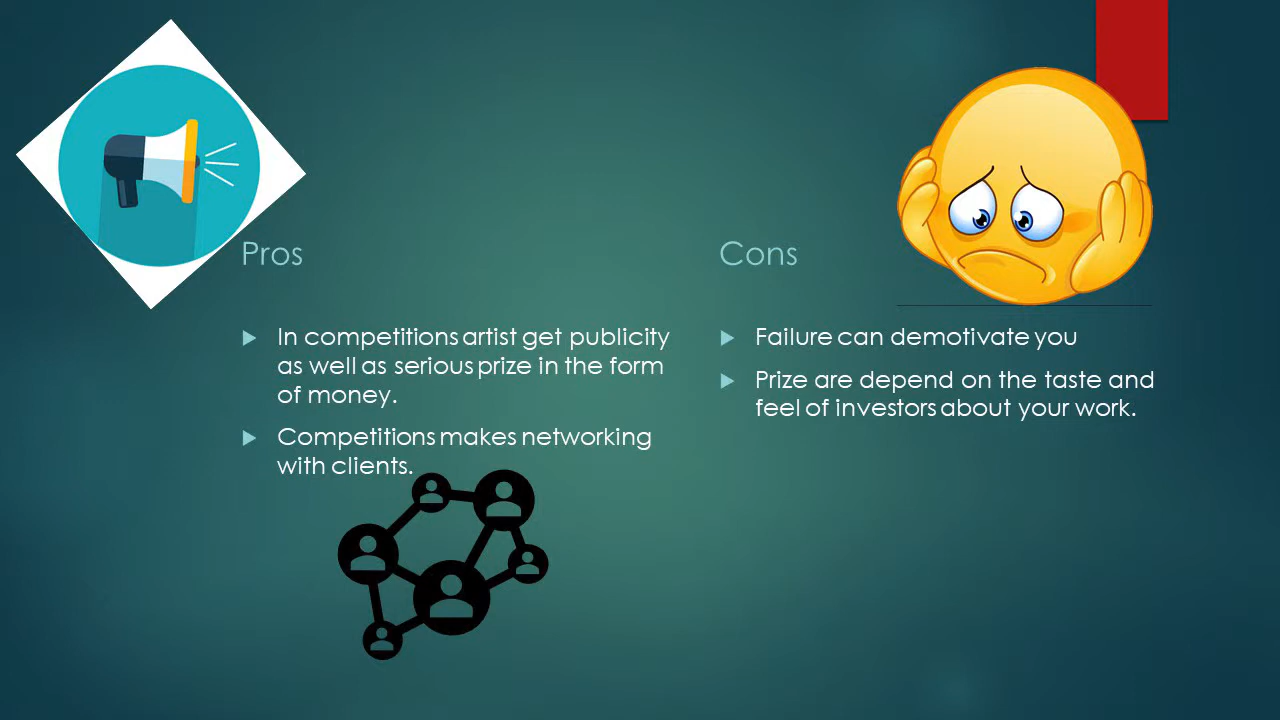 Pros
In competitions artist get publicity
as well as serious prize in the form
of money.
Competitions makes networking
with clients.
Cons
Failure can demotivate you
Prize are depend on the taste and
feel of investors about your work.